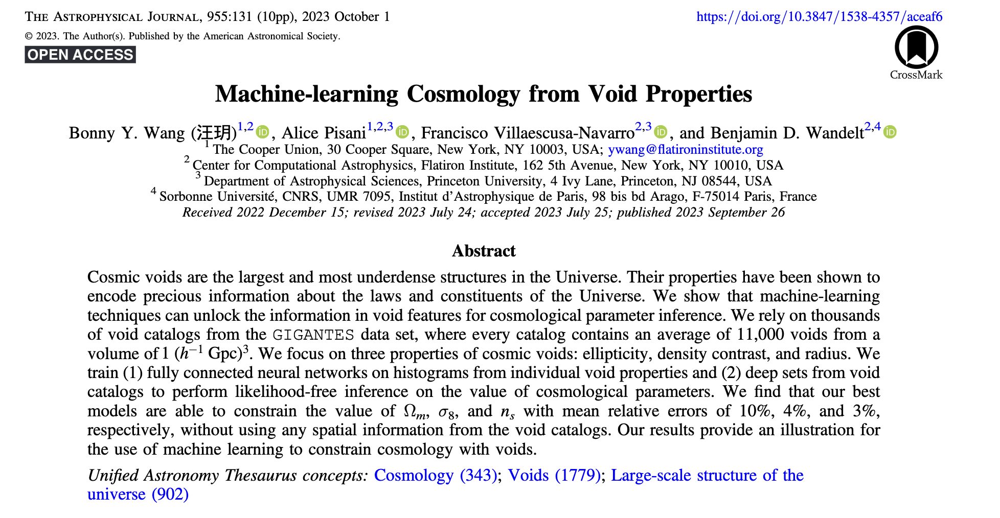 THE ASTROPHYSICAL JOURNAL, 955:131 (10pp), 2023 October 1
https://doi.org/10.3847/1538-4357/aceaf6
© 2023. The Author(s). Published by the American Astronomical Society.
OPEN ACCESS
CrossMark
Machine-learning Cosmology from Void Properties
Bonny Y. Wang (汪玥)1,2 iD, Alice Pisani1,2,3 iD, Francisco Villaescusa-Navarro2,3 iD, and Benjamin D. Wandelt2,4 iD
1 The Cooper Union, 30 Cooper Square, New York, NY 10003, USA; ywang@flatironinstitute.org
2 Center for Computational Astrophysics, Flatiron Institute, 162 5th Avenue, New York, NY 10010, USA
3 Department of Astrophysical Sciences, Princeton University, 4 Ivy Lane, Princeton, NJ 08544, USA
4 Sorbonne Université, CNRS, UMR 7095, Institut d'Astrophysique de Paris, 98 bis bd Arago, F-75014 Paris, France
Received 2022 December 15; revised 2023 July 24; accepted 2023 July 25; published 2023 September 26
Abstract
Cosmic voids are the largest and most underdense structures in the Universe. Their properties have been shown to
encode precious information about the laws and constituents of the Universe. We show that machine-learning
techniques can unlock the information in void features for cosmological parameter inference. We rely on thousands
of void catalogs from the GIGANTES data set, where every catalog contains an average of 11,000 voids from a
volume of 1 (h⁻¹ Gpc)³. We focus on three properties of cosmic voids: ellipticity, density contrast, and radius. We
train (1) fully connected neural networks on histograms from individual void properties and (2) deep sets from void
catalogs to perform likelihood-free inference on the value of cosmological parameters. We find that our best
models are able to constrain the value of Ωm, σ8, and ns with mean relative errors of 10%, 4%, and 3%,
respectively, without using any spatial information from the void catalogs. Our results provide an illustration for
the use of machine learning to constrain cosmology with voids.
Unified Astronomy Thesaurus concepts: Cosmology (343); Voids (1779); Large-scale structure of the
universe (902)